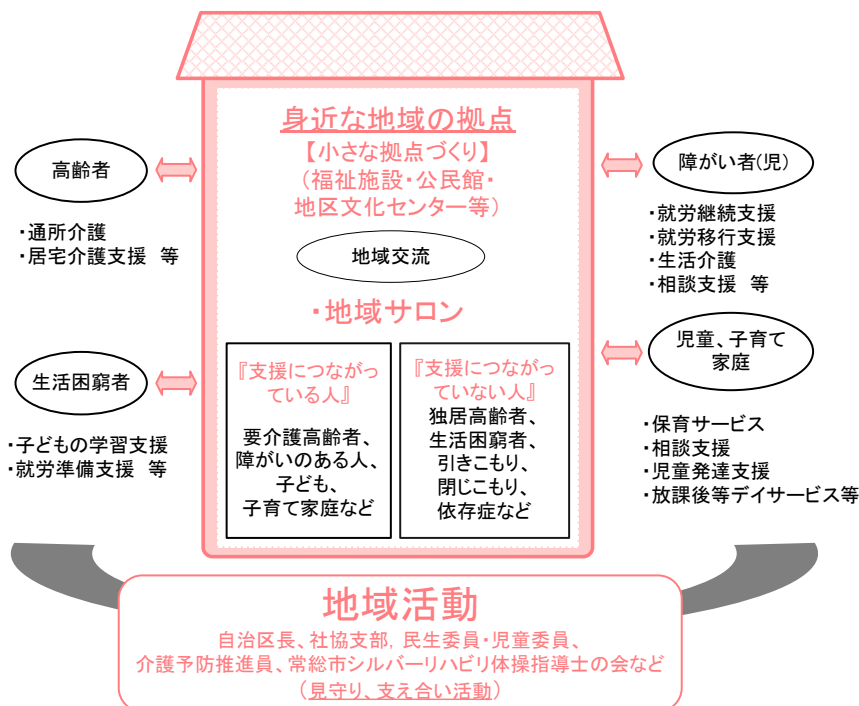 身近な地域の拠点
【小さな拠点づくり】
(福祉施設・公民館・
地区文化センター等)
地域交流
・地域サロン
『支援につながっ
ている人』
要介護高齢者、
障がいのある人、
子ども、
子育て家庭など
『支援につながっ
ていない人』
独居高齢者、
生活困窮者、
引きこもり、
閉じこもり、
依存症など
高齢者
・通所介護
・居宅介護支援 等
生活困窮者
・子どもの学習支援
・就労準備支援 等
障がい者(児)
・就労継続支援
・就労移行支援
・生活介護
・相談支援 等
児童、子育て
家庭
・保育サービス
・相談支援
・児童発達支援
・放課後等デイサービス等
地域活動
自治区長、社協支部, 民生委員・児童委員、
介護予防推進員、常総市シルバーリハビリ体操指導士の会など
(見守り、支え合い活動)